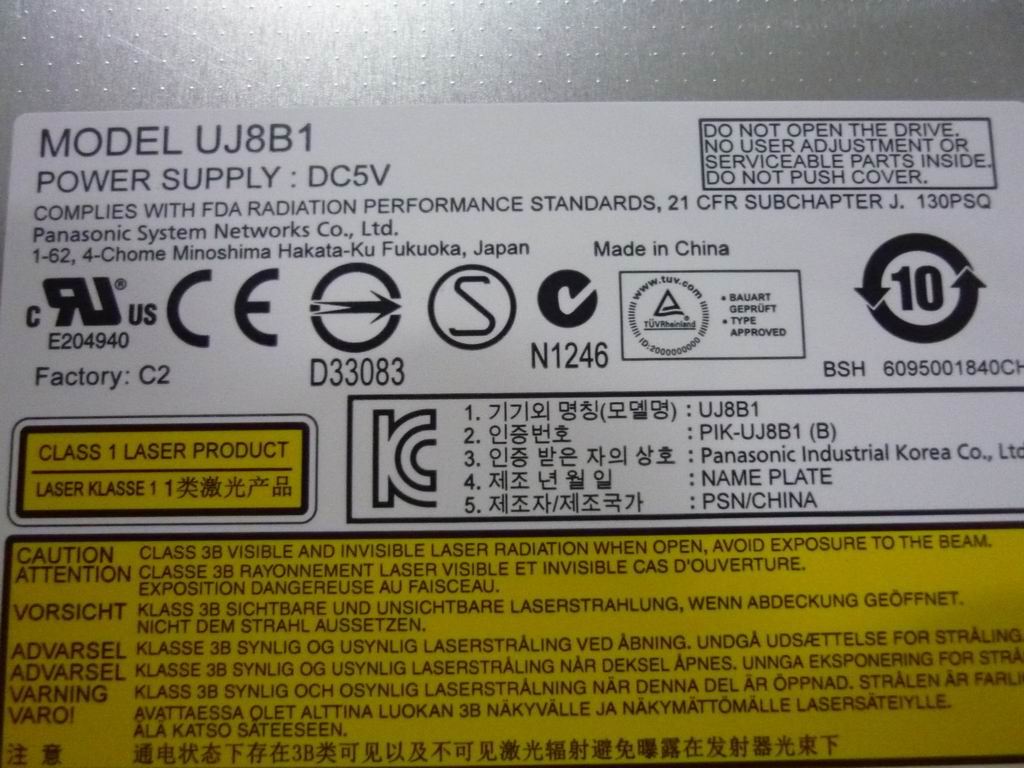 MODEL UJ8B1
POWER SUPPLY : DC5V
DO NOT OPEN THE DRIVE.
NO USER ADJUSTMENT OR
SERVICEABLE PARTS INSIDE.
DO NOT PUSH COVER.
COMPLIES WITH FDA RADIATION PERFORMANCE STANDARDS, 21 CFR SUBCHAPTER J. 130PSQ
Panasonic System Networks Co., Ltd.
1-62, 4-Chome Minoshima Hakata-Ku Fukuoka, Japan Made in China
c RU ® US
E204940
CE
S
D33083
N1246
www.tuv.com
TÜVRheinland
ID:2000000000
• BAUART
GEPRÜFT
• TYPE
APPROVED
10
Factory: C2
BSH 6095001840CH
CLASS 1 LASER PRODUCT
LASER KLASSE 1 1类激光产品
1. 기기의 명칭(모델명) : UJ8B1
2. 인증번호 : PIK-UJ8B1 (B)
3. 인증 받은 자의 상호 : Panasonic Industrial Korea Co., Ltd
4. 제조 년 월 일 : NAME PLATE
5. 제조자/제조국가 : PSN/CHINA
CAUTION CLASS 3B VISIBLE AND INVISIBLE LASER RADIATION WHEN OPEN, AVOID EXPOSURE TO THE BEAM.
ATTENTION CLASSE 3B RAYONNEMENT LASER VISIBLE ET INVISIBLE CAS D'OUVERTURE.
EXPOSITION DANGEREUSE AU FAISCEAU.
VORSICHT KLASS 3B SICHTBARE UND UNSICHTBARE LASERSTRAHLUNG, WENN ABDECKUNG GEÖFFNET.
NICHT DEM STRAHL AUSSETZEN.
ADVARSEL KLASSE 3B SYNLIG OG USYNLIG LASERSTRÅLING VED ÅBNING. UNDGÅ UDSÆTTELSE FOR STRÅLING
ADVARSEL KLASSE 3B SYNLIG OG USYNLIG LASERSTRÅLING NÅR DEKSEL ÅPNES. UNNGA EKSPONERING FOR STRÅ
VARNING KLASS 3B SYNLIG OCH OSYNLIG LASERSTRÅLNING NÄR DENNA DEL ÄR ÖPPNAD. STRÅLEN ÄR FARLI
VARO! AVATTAESSA OLET ALTTINA LUOKAN 3B NÄKYVÄLLE JA NÄKYMÄTTÖMÄLLE LASERSÄTEIYLLE.
ÄLÄ KATSO SÄTEESEEN.
注 意 通电状态下存在3B类可见以及不可见激光辐射避免曝露在发射器光束下